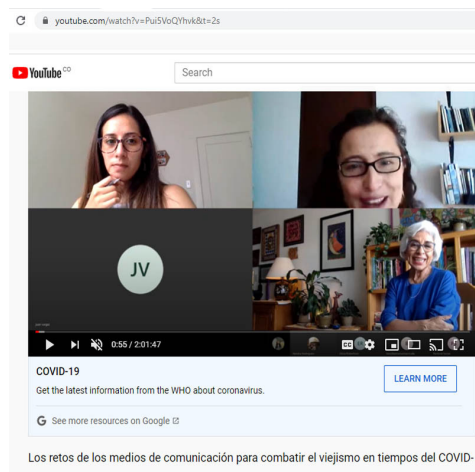 youtube.com/watch?v=Pui5VoQYhvk&t=2s
YouTube CO
Search
JV
0:55 / 2:01:47
CC
COVID-19
Get the latest information from the WHO about coronavirus.
LEARN MORE
G See more resources on Google
Los retos de los medios de comunicación para combatir el viejismo en tiempos del COVID-